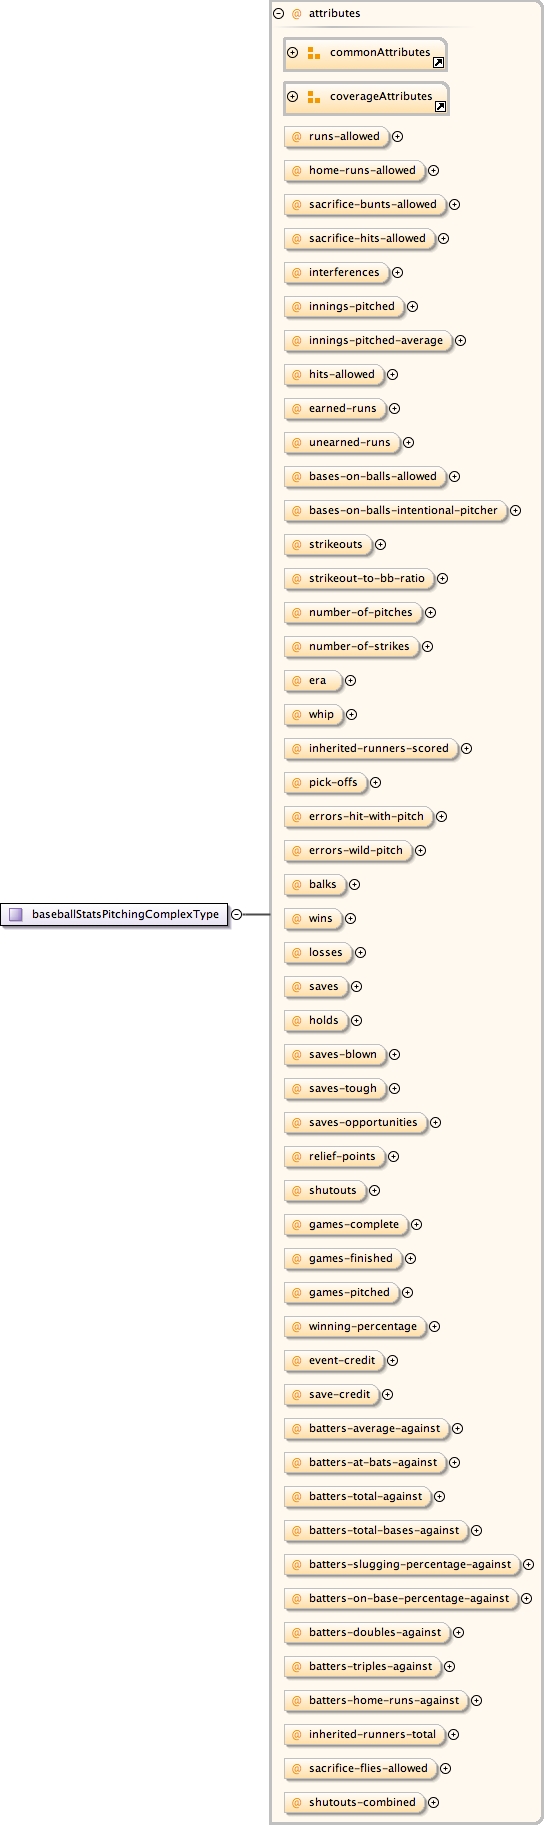 attributes
commonAttributes
coverageAttributes
@ runs-allowed
@ home-runs-allowed
@ sacrifice-bunts-allowed
@ sacrifice-hits-allowed
@ interferences
@ innings-pitched
@ innings-pitched-average
@ hits-allowed
@ earned-runs
@ unearned-runs
@ bases-on-balls-allowed
@ bases-on-balls-intentional-pitcher
@ strikeouts
@ strikeout-to-bb-ratio
@ number-of-pitches
@ number-of-strikes
@ era
@ whip
@ inherited-runners-scored
@ pick-offs
@ errors-hit-with-pitch
@ errors-wild-pitch
@ balks
baseballStatsPitchingComplexType
@ wins
@ losses
@ saves
@ holds
@ saves-blown
@ saves-tough
@ saves-opportunities
@ relief-points
@ shutouts
@ games-complete
@ games-finished
@ games-pitched
@ winning-percentage
@ event-credit
@ save-credit
@ batters-average-against
@ batters-at-bats-against
@ batters-total-against
@ batters-total-bases-against
@ batters-slugging-percentage-against
@ batters-on-base-percentage-against
@ batters-doubles-against
@ batters-triples-against
@ batters-home-runs-against
@ inherited-runners-total
@ sacrifice-flies-allowed
@ shutouts-combined